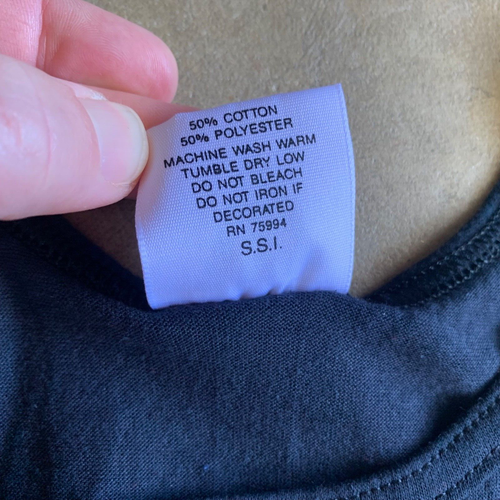 50% COTTON
50% POLYESTER
MACHINE WASH WARM
TUMBLE DRY LOW
DO NOT BLEACH
DO NOT IRON IF
DECORATED
RN 75994
S.S.I.